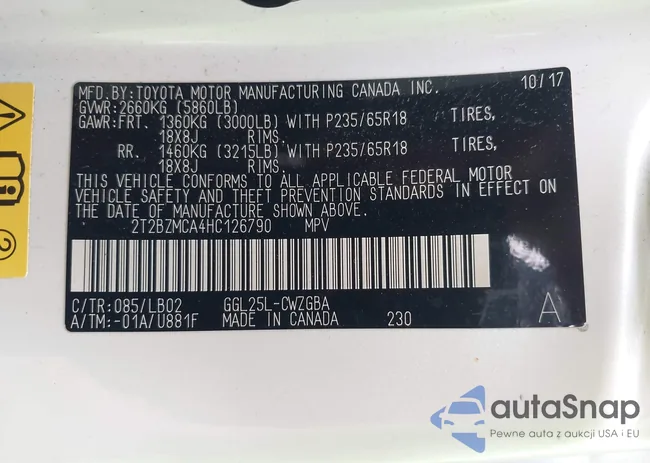 MFD.BY:TOYOTA MOTOR MANUFACTURING CANADA INC. 10/17
GVWR:2660KG (5860LB)
GAWR:FRT. 1360KG (3000LB) WITH P235/65R18 TIRES,
18X8J RIMS.
RR. 1460KG (3215LB) WITH P235/65R18 TIRES,
18X8J RIMS.
THIS VEHICLE CONFORMS TO ALL APPLICABLE FEDERAL MOTOR
VEHICLE SAFETY AND THEFT PREVENTION STANDARDS IN EFFECT ON
THE DATE OF MANUFACTURE SHOWN ABOVE.
2T2BZMCA4HC126790 MPV
C/TR:085/LB02 GGL25L-CWZGBA
A/TM:-01A/U881F MADE IN CANADA 230 A
2
autaSnap
Pewne auta z aukcji USA i EU